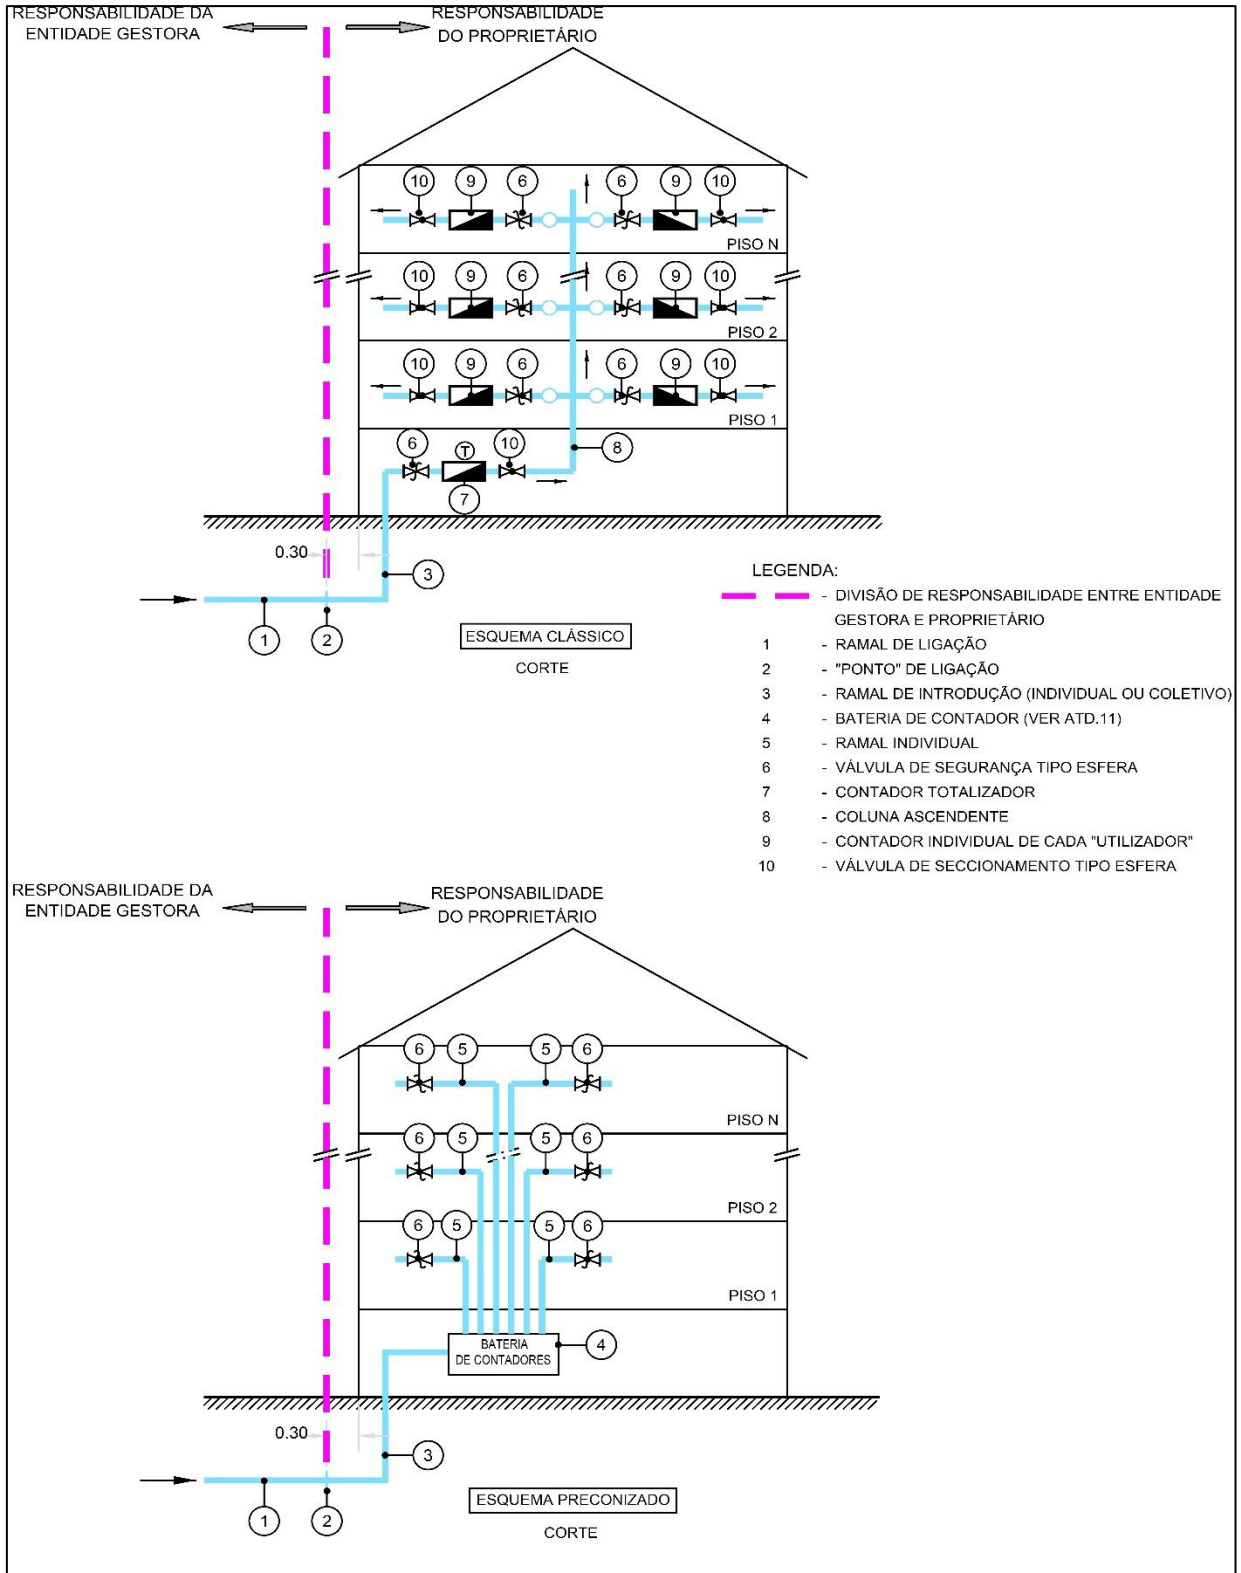 RESPONSABILIDADE DA
ENTIDADE GESTORA
RESPONSABILIDADE
DO PROPRIETÁRIO
10 9 6 6 9 10
PISO N
10 9 6 6 9 10
PISO 2
10 9 6 6 9 10
PISO 1
6 T 10 8
7
0.30
3
1 2
ESQUEMA CLÁSSICO
CORTE
LEGENDA:
- DIVISÃO DE RESPONSABILIDADE ENTRE ENTIDADE
GESTORA E PROPRIETÁRIO
1 - RAMAL DE LIGAÇÃO
2 - "PONTO" DE LIGAÇÃO
3 - RAMAL DE INTRODUÇÃO (INDIVIDUAL OU COLETIVO)
4 - BATERIA DE CONTADOR (VER ATD.11)
5 - RAMAL INDIVIDUAL
6 - VÁLVULA DE SEGURANÇA TIPO ESFERA
7 - CONTADOR TOTALIZADOR
8 - COLUNA ASCENDENTE
9 - CONTADOR INDIVIDUAL DE CADA "UTILIZADOR"
10 - VÁLVULA DE SECCIONAMENTO TIPO ESFERA
RESPONSABILIDADE DA
ENTIDADE GESTORA
RESPONSABILIDADE
DO PROPRIETÁRIO
6 5 5 6
PISO N
6 5 5 6
PISO 2
6 5 5 6
PISO 1
BATERIA
DE CONTADORES
4
0.30
3
1 2
ESQUEMA PRECONIZADO
CORTE